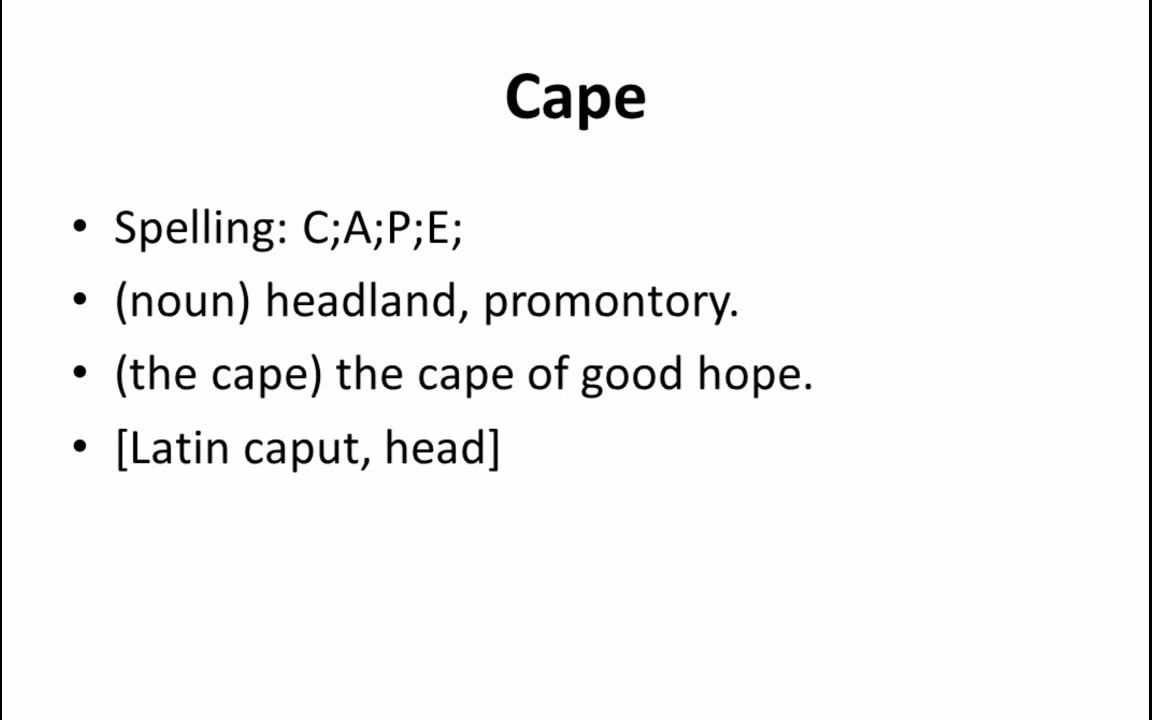 Cape
• Spelling: C;A;P;E;
• (noun) headland, promontory.
• (the cape) the cape of good hope.
• [Latin caput, head]